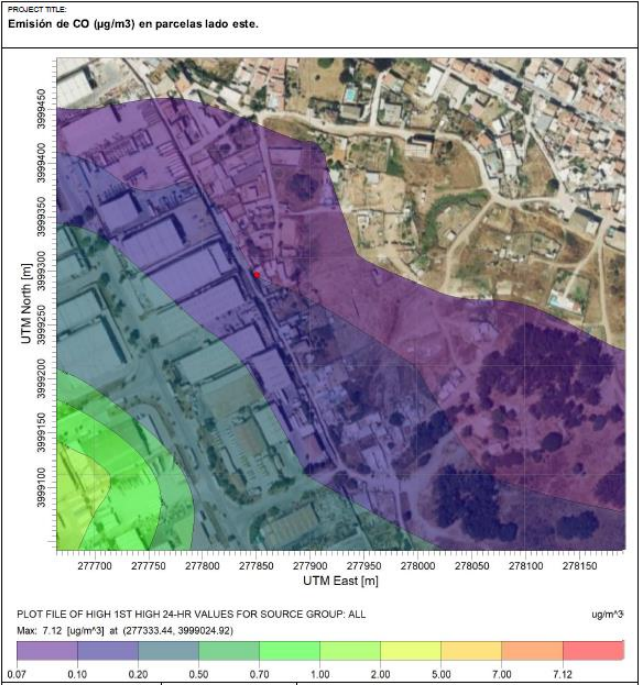 PROJECT TITLE:
Emisión de CO (µg/m3) en parcelas lado este.
UTM North [m]
3999450
3999400
3999350
3999300
3999250
3999200
3999150
3999100
277700 277750 277800 277850 277900 277950 278000 278050 278100 278150
UTM East [m]
PLOT FILE OF HIGH 1ST HIGH 24-HR VALUES FOR SOURCE GROUP: ALL
ug/m^3
Max: 7.12 [ug/m^3] at (277333.44, 3999024.92)
0.07 0.10 0.20 0.50 0.70 1.00 2.00 5.00 7.00 7.12